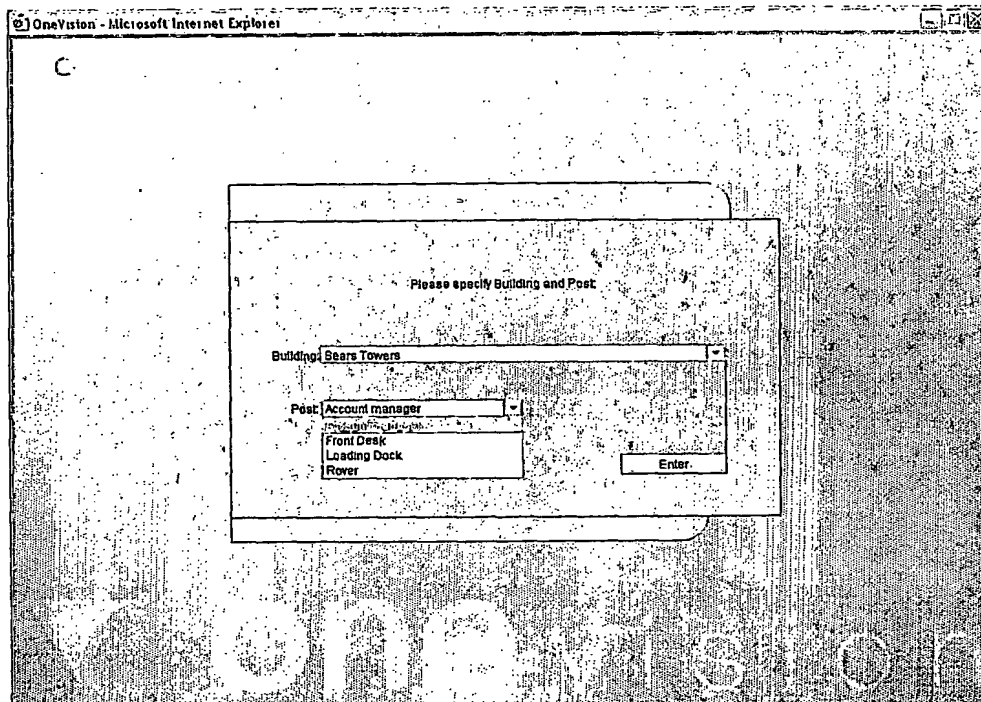 OneVision - Microsoft Internet Explorer
C
Please specify Building and Post
Building: Sears Towers
Post: Account manager
Front Desk
Loading Dock
Rover
Enter